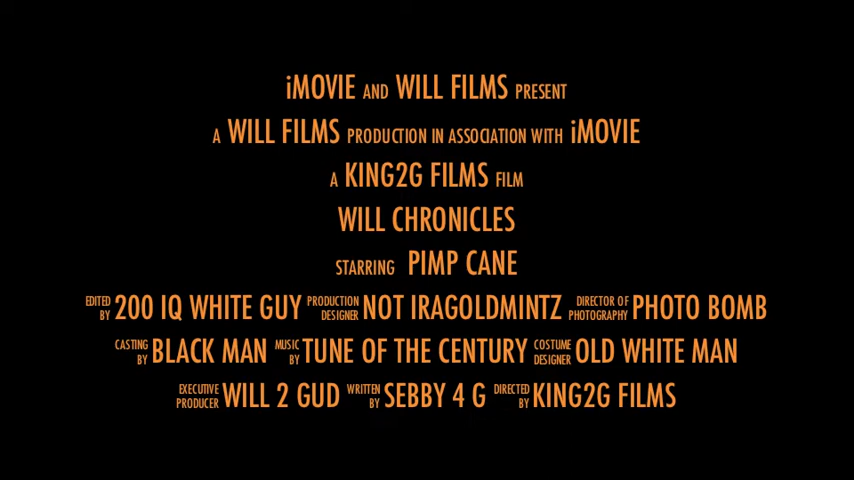 iMOVIE AND WILL FILMS PRESENT
A WILL FILMS PRODUCTION IN ASSOCIATION WITH iMOVIE
A KING2G FILMS FILM
WILL CHRONICLES
STARRING PIMP CANE
EDITED BY 200 IQ WHITE GUY PRODUCTION DESIGNER NOT IRAGOLDMINTZ DIRECTOR OF PHOTOGRAPHY PHOTO BOMB
CASTING BY BLACK MAN MUSIC BY TUNE OF THE CENTURY COSTUME DESIGNER OLD WHITE MAN
EXECUTIVE PRODUCER WILL 2 GUD WRITTEN BY SEBBY 4 G DIRECTED BY KING2G FILMS